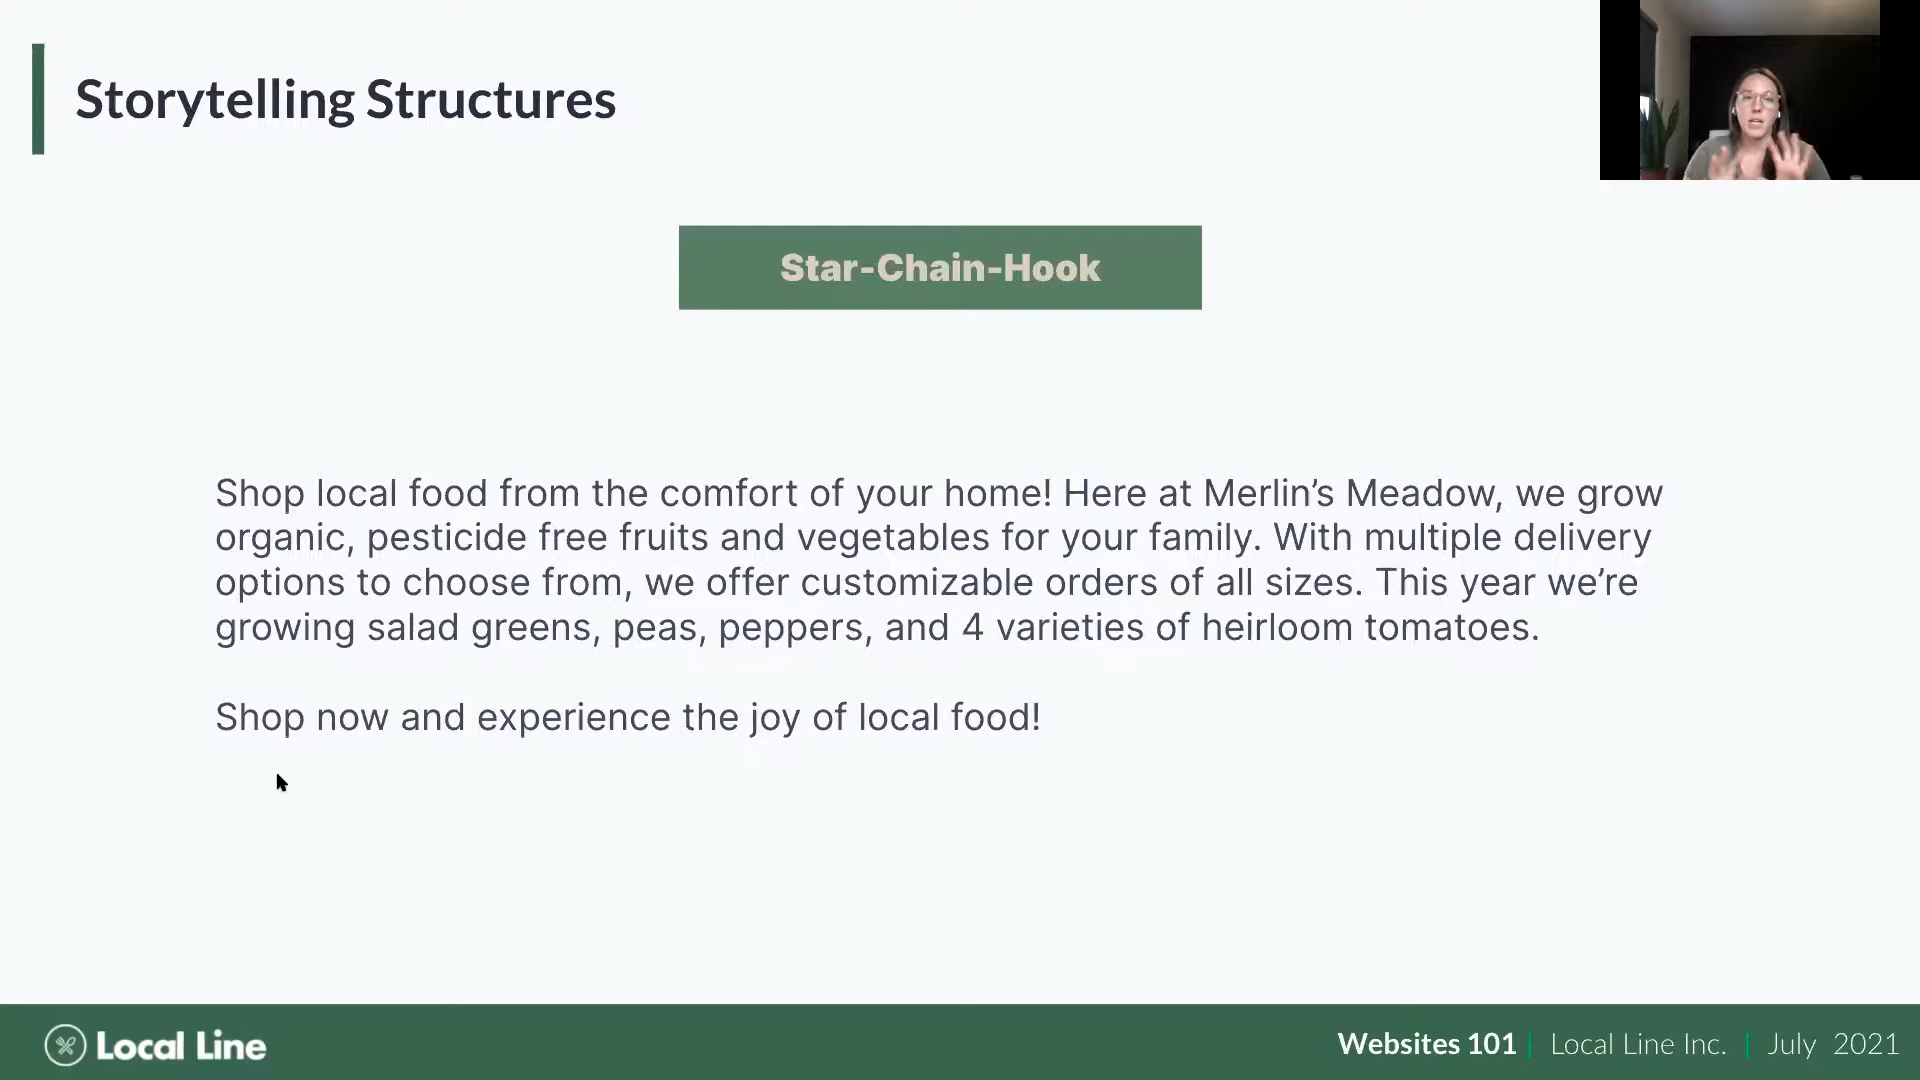 Storytelling Structures
Star-Chain-Hook
Shop local food from the comfort of your home! Here at Merlin’s Meadow, we grow
organic, pesticide free fruits and vegetables for your family. With multiple delivery
options to choose from, we offer customizable orders of all sizes. This year we’re
growing salad greens, peas, peppers, and 4 varieties of heirloom tomatoes.
Shop now and experience the joy of local food!
Local Line
Websites 101 | Local Line Inc. | July 2021